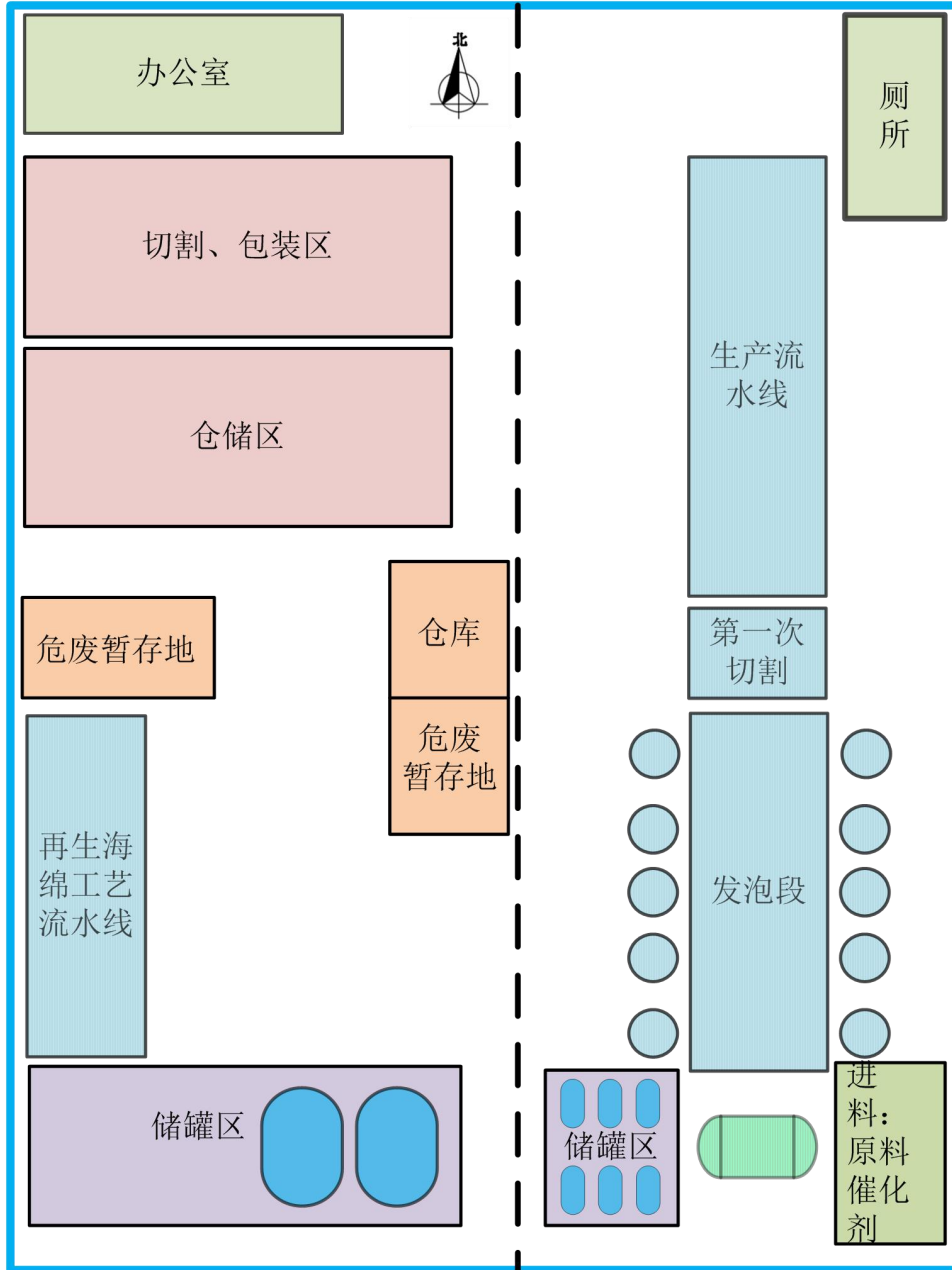 北
办公室
厕
所
切割、包装区
生产流
水线
仓储区
仓库
第一次
切割
危废暂存地
危废
暂存地
再生海
绵工艺
流水线
发泡段
储罐区
储罐区
进
料：
原料
催化
剂